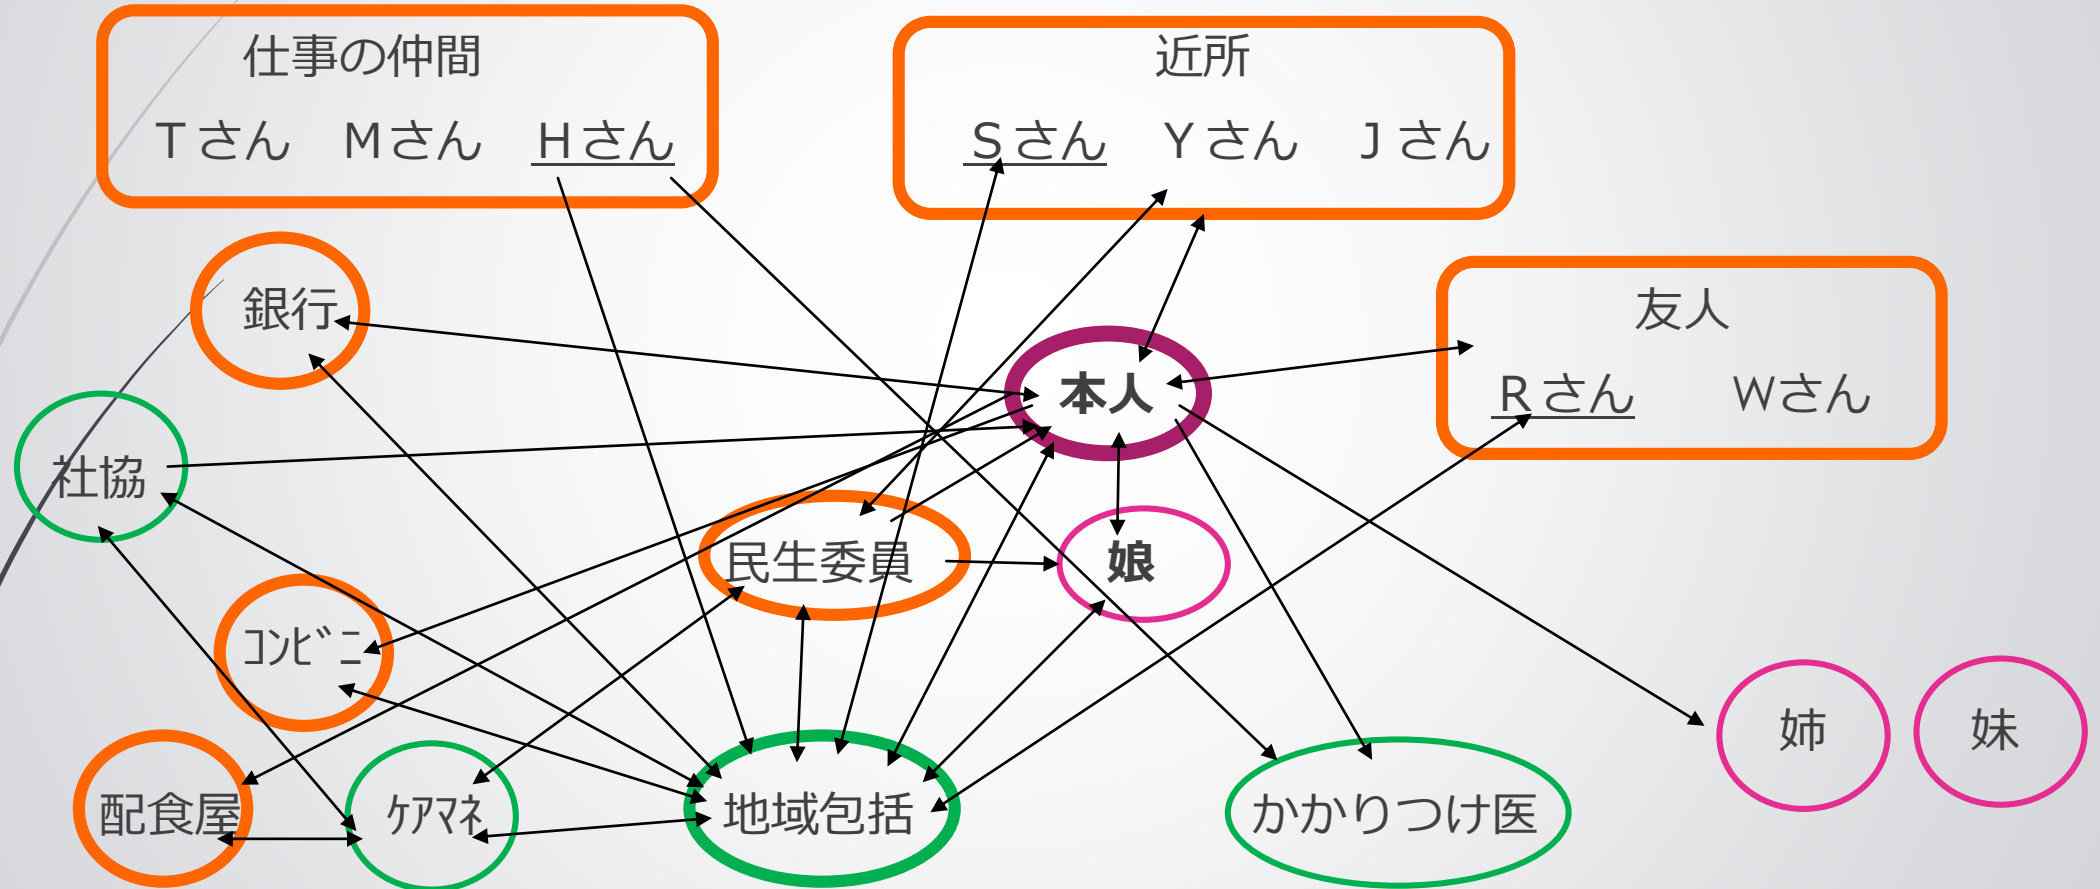 仕事の仲間
Tさん Mさん Hさん
近所
Sさん Yさん Jさん
銀行
友人
Rさん Wさん
本人
社協
民生委員
娘
ｺﾝﾋﾞﾆ
姉
妹
配食屋
ｹｱﾏﾈ
地域包括
かかりつけ医